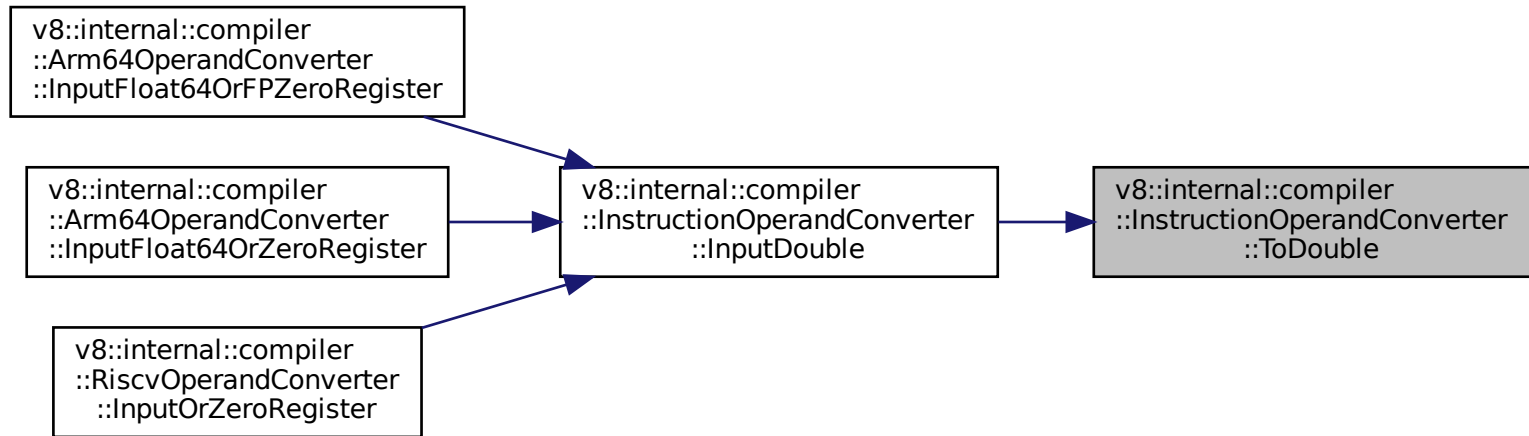 v8::internal::compiler
::Arm64OperandConverter
::InputFloat64OrFPZeroRegister
v8::internal::compiler
::Arm64OperandConverter
::InputFloat64OrZeroRegister
v8::internal::compiler
::RiscvOperandConverter
::InputOrZeroRegister
v8::internal::compiler
::InstructionOperandConverter
::InputDouble
v8::internal::compiler
::InstructionOperandConverter
::ToDouble